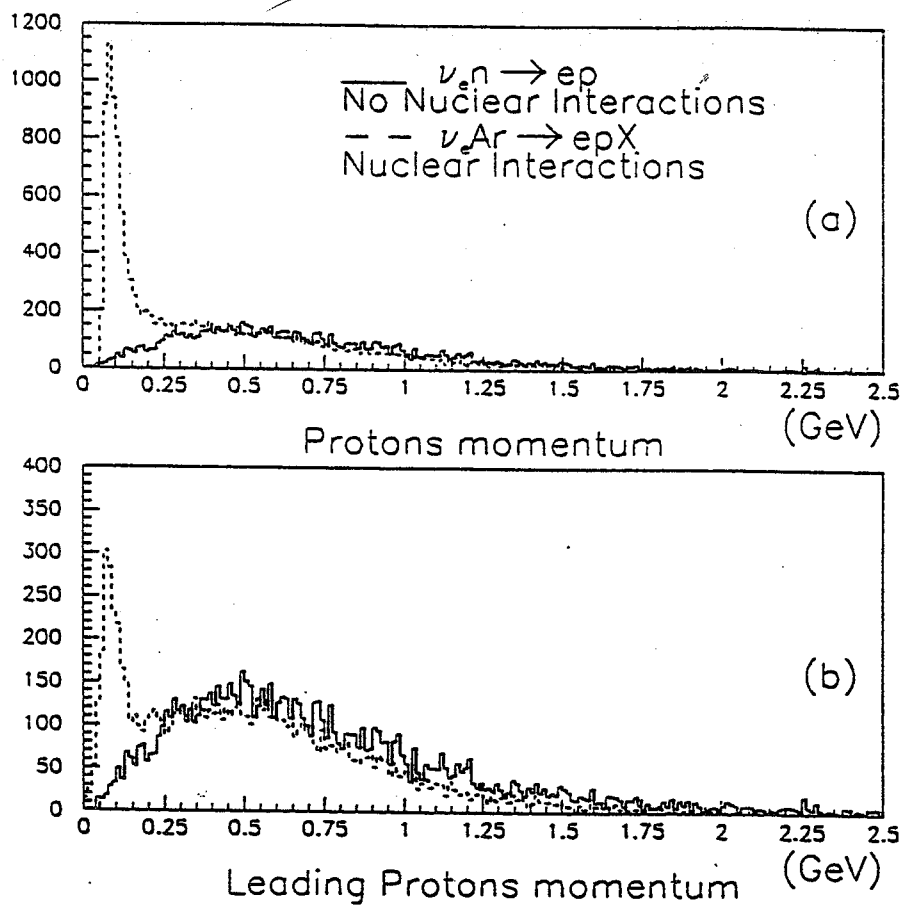 1200
1000
800
600
400
200
0
ν_e n → ep
No Nuclear Interactions
ν_e Ar → epX
Nuclear Interactions
(a)
0 0.25 0.5 0.75 1 1.25 1.5 1.75 2 2.25 2.5
(GeV)
Protons momentum
400
350
300
250
200
150
100
50
0
(b)
0 0.25 0.5 0.75 1 1.25 1.5 1.75 2 2.25 2.5
(GeV)
Leading Protons momentum